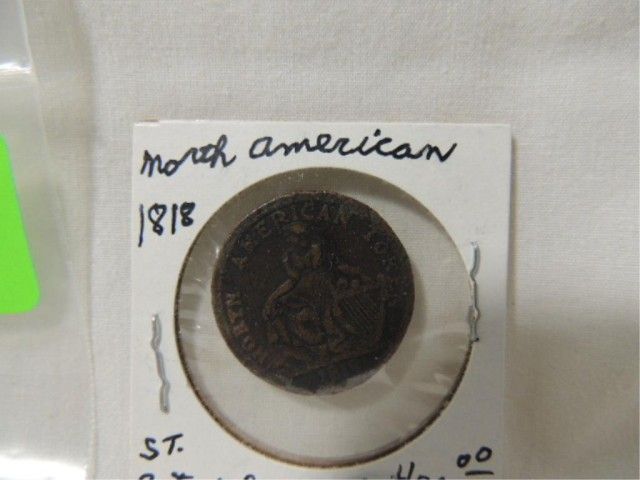 North American
1818
NORTH AMERICAN TOKEN
ST.
00